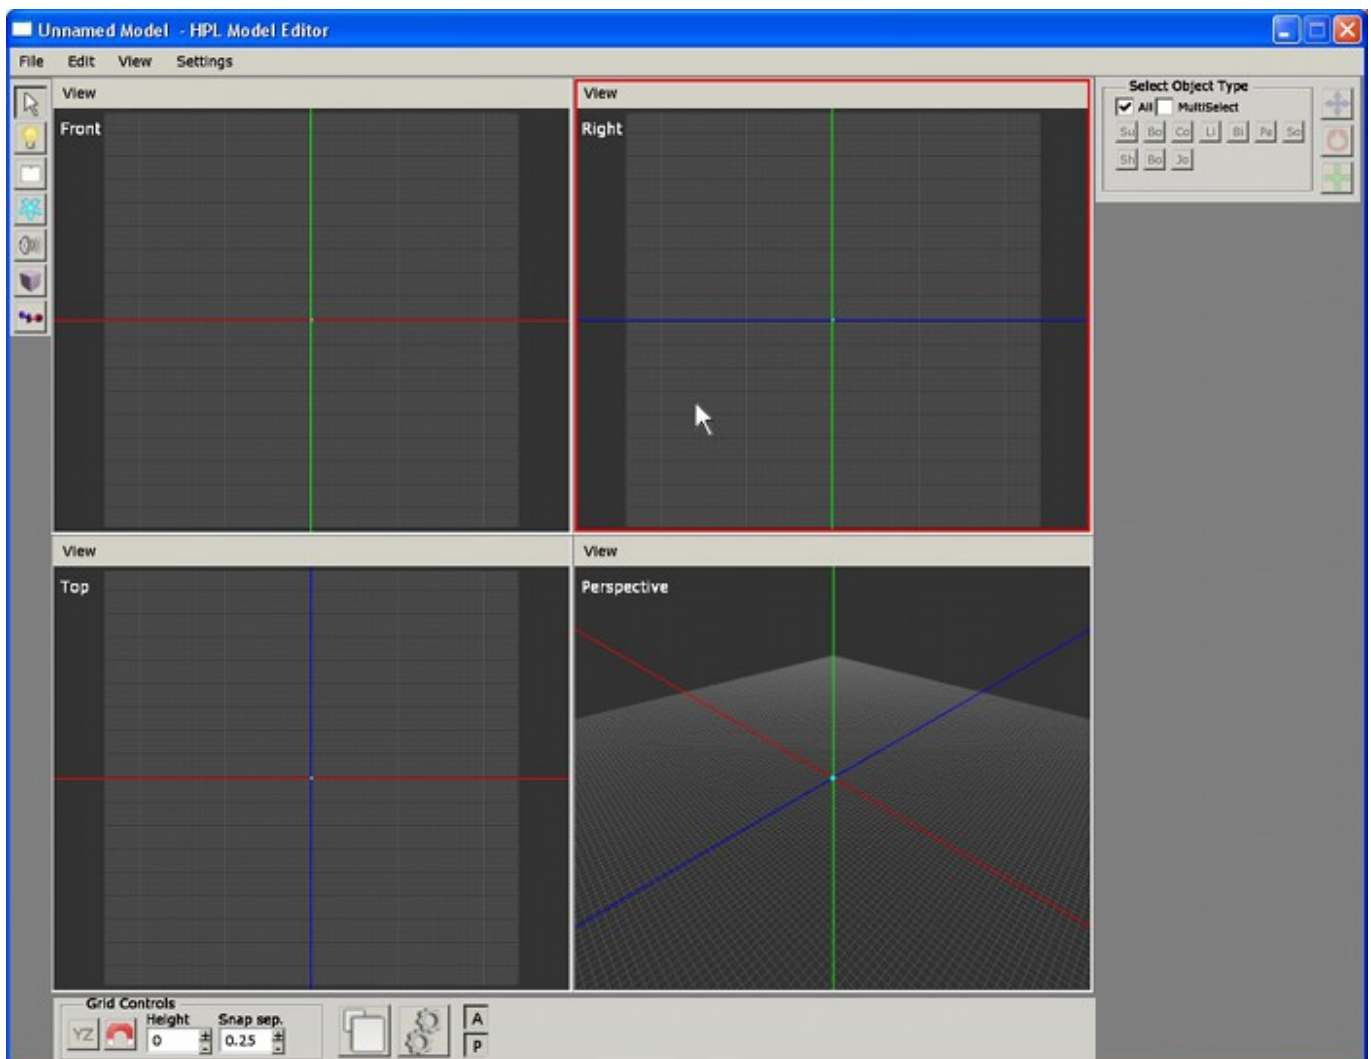 Unnamed Model - HPL Model Editor
File Edit View Settings
View
Front
View
Right
Select Object Type
All MultiSelect
Su Bo Co Li Bi Pa So
Sh Bo Jo
View
Top
View
Perspective
Grid Controls
YZ
Height
0
Snap sep.
0.25
A
P